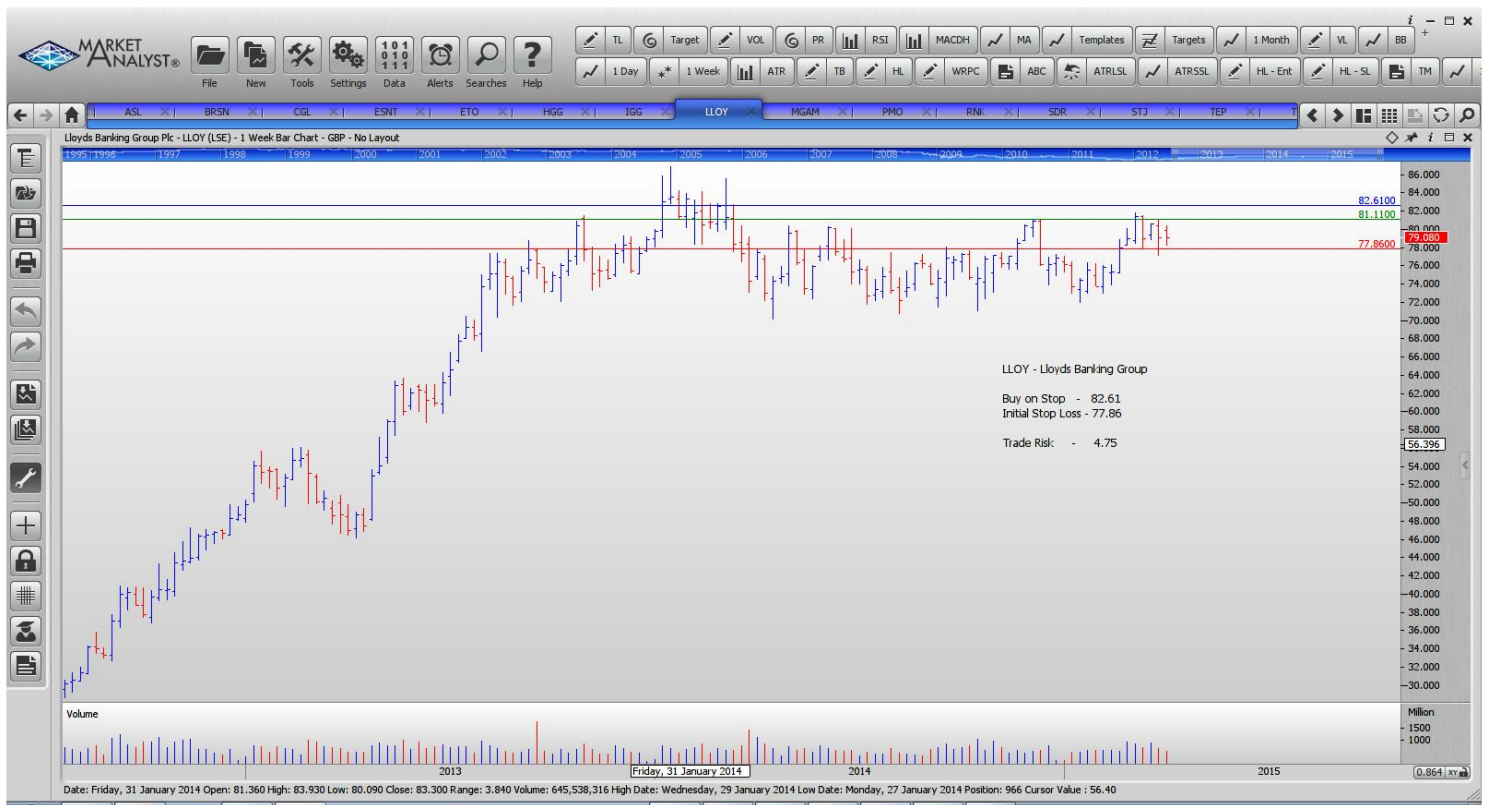 MARKET
ANALYST®
File
New
Tools
Settings
101
010
111
Data
Alerts
Searches
?
Help
TL
Target
VOL
PR
RSI
MACDH
MA
Templates
Targets
1 Month
VL
BB
1 Day
1 Week
ATR
TB
HL
WRPC
ABC
ATRLSL
ATRSSL
HL - Ent
HL - SL
TM
ASL
BRSN
CGL
ESNT
ETO
HGG
IGG
LLOY
MGAM
PMO
RNK
SDR
STJ
TEP
T
Lloyds Banking Group Plc - LLOY (LSE) - 1 Week Bar Chart - GBP - No Layout
1995 1996 1997 1998 1999 2000 2001 2002 2003 2004 2005 2006 2007 2008 2009 2010 2011 2012 2013 2014 2015
86.000
84.000
82.6100
82.000
81.1100
80.000
79.080
77.8600
78.000
76.000
74.000
72.000
70.000
68.000
66.000
LLOY - Lloyds Banking Group
64.000
62.000
Buy on Stop - 82.61
Initial Stop Loss - 77.86
60.000
58.000
Trade Risk - 4.75
56.396
54.000
52.000
50.000
48.000
46.000
44.000
42.000
40.000
38.000
36.000
34.000
32.000
30.000
Volume
Million
1500
1000
2013
Friday, 31 January 2014
2014
2015
0.864 XY
Date: Friday, 31 January 2014 Open: 81.360 High: 83.930 Low: 80.090 Close: 83.300 Range: 3.840 Volume: 645,538,316 High Date: Wednesday, 29 January 2014 Low Date: Monday, 27 January 2014 Position: 966 Cursor Value : 56.40